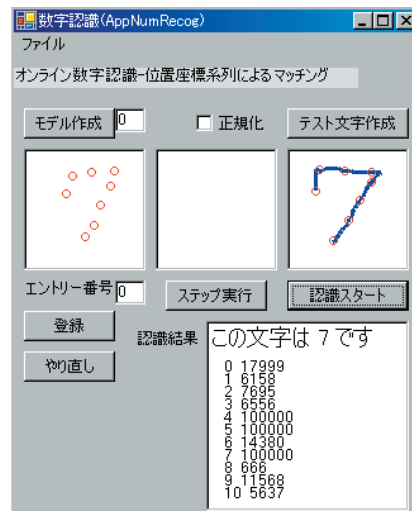 数字認識(AppNumRecog)
ファイル
オンライン数字認識-位置座標系列によるマッチング
モデル作成 0 正規化 テスト文字作成
エントリー番号 0 ステップ実行 認識スタート
登録
やり直し
認識結果
この文字は 7 です
0 17999
1 6158
2 7695
3 6556
4 100000
5 100000
6 14380
7 100000
8 666
9 11568
10 5637